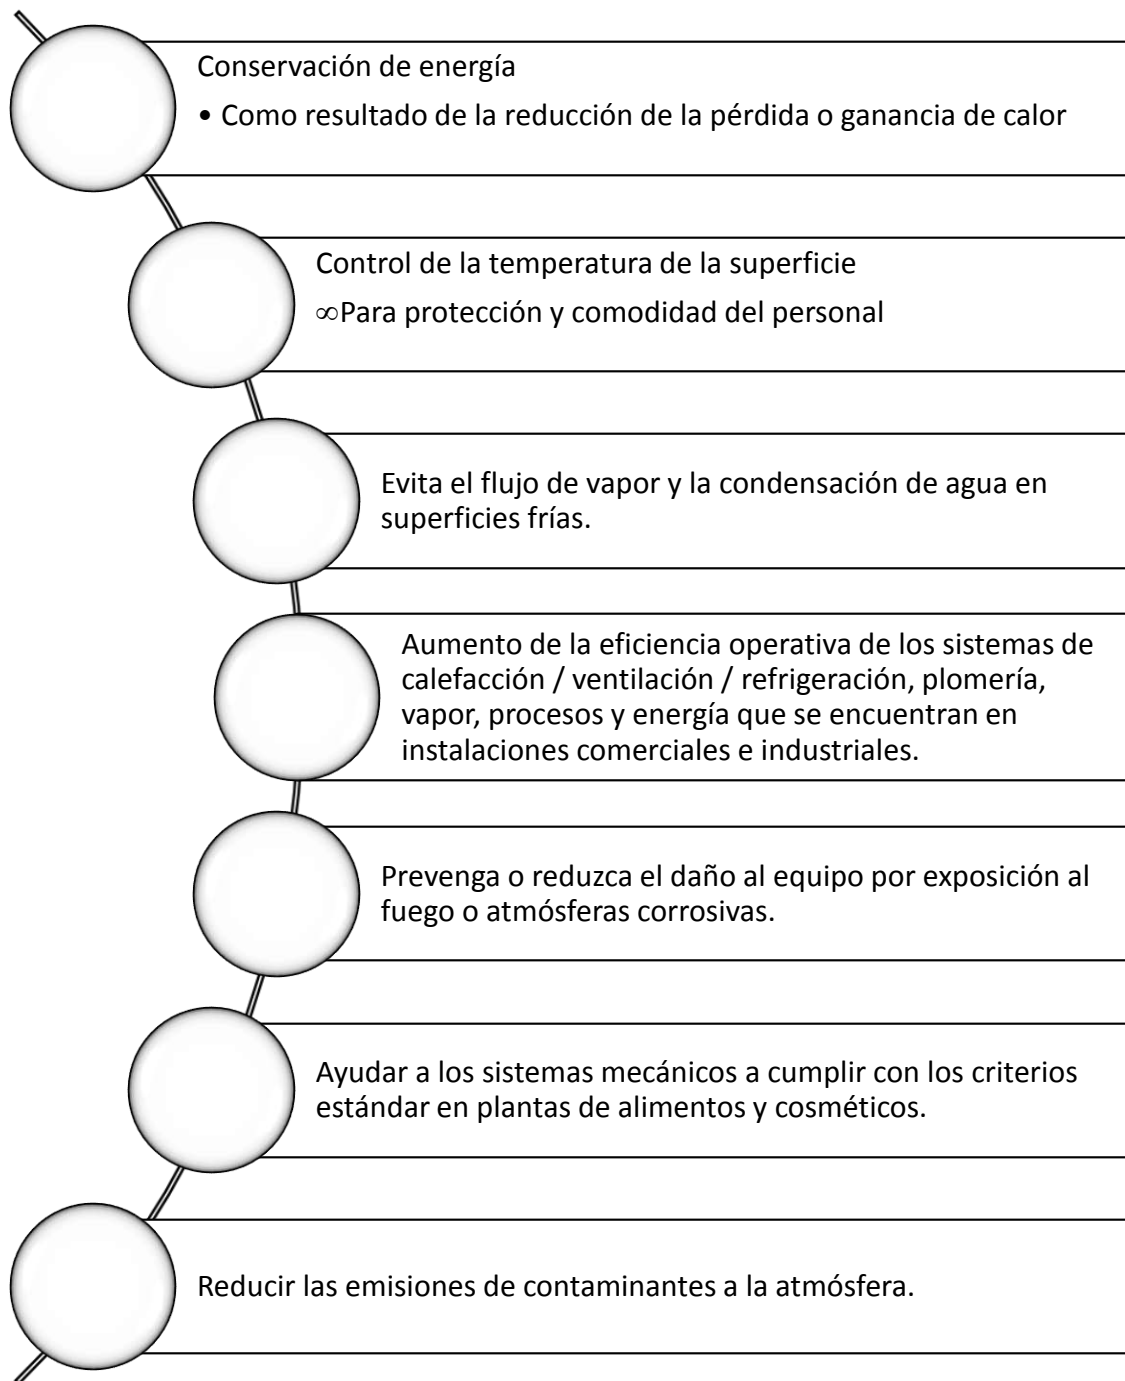 Conservación de energía
• Como resultado de la reducción de la pérdida o ganancia de calor
Control de la temperatura de la superficie
∞Para protección y comodidad del personal
Evita el flujo de vapor y la condensación de agua en
superficies frías.
Aumento de la eficiencia operativa de los sistemas de
calefacción / ventilación / refrigeración, plomería,
vapor, procesos y energía que se encuentran en
instalaciones comerciales e industriales.
Prevenga o reduzca el daño al equipo por exposición al
fuego o atmósferas corrosivas.
Ayudar a los sistemas mecánicos a cumplir con los criterios
estándar en plantas de alimentos y cosméticos.
Reducir las emisiones de contaminantes a la atmósfera.